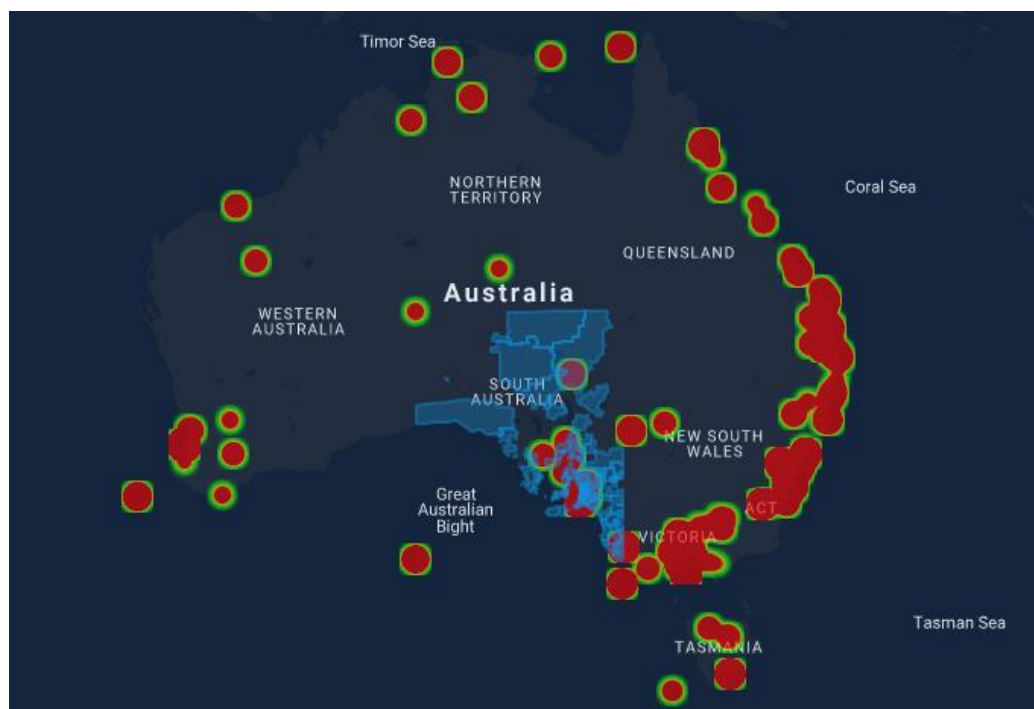 Timor Sea
NORTHERN
TERRITORY
Coral Sea
QUEENSLAND
Australia
WESTERN
AUSTRALIA
SOUTH
AUSTRALIA
NEW SOUTH
WALES
Great
Australian
Bight
ACT
VICTORIA
Tasman Sea
TASMANIA